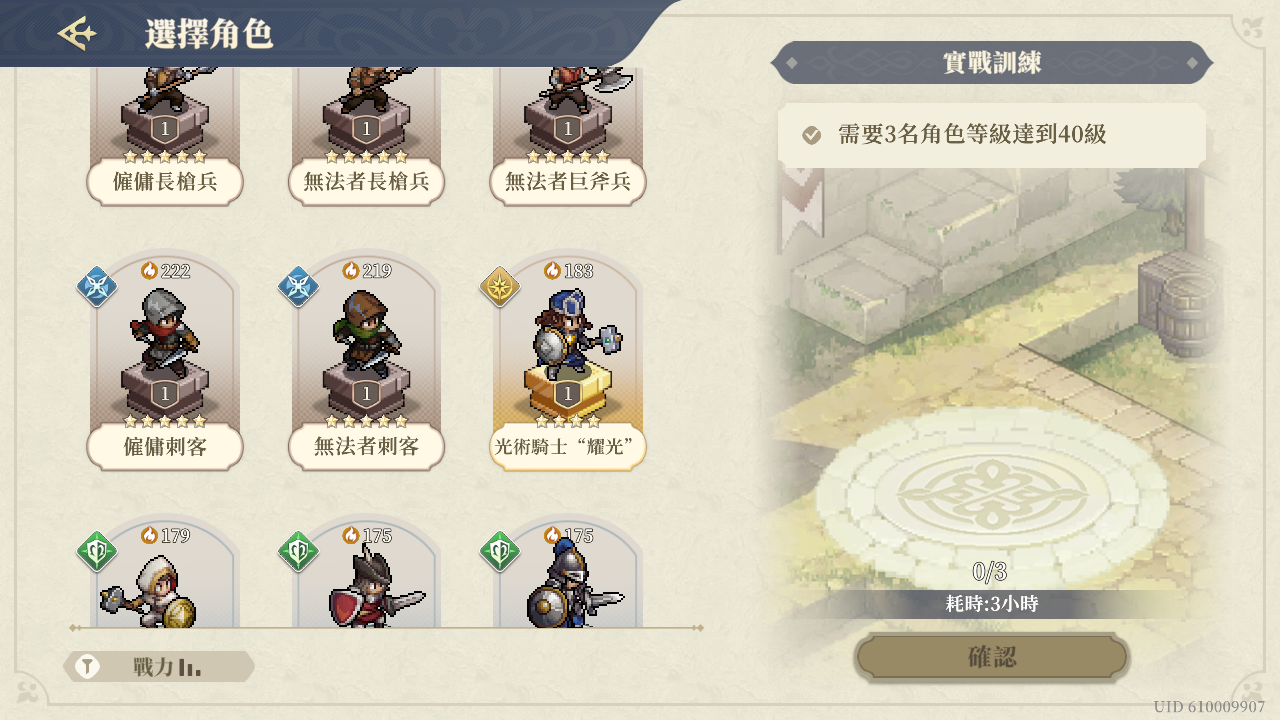 選擇角色
實戰訓練
需要3名角色等級達到40級
1
1
1
僱傭長槍兵
無法者長槍兵
無法者巨斧兵
222
219
183
1
1
1
僱傭刺客
無法者刺客
光術騎士“耀光”
179
175
175
0/3
耗時:3小時
戰力
確認
UID 610009907